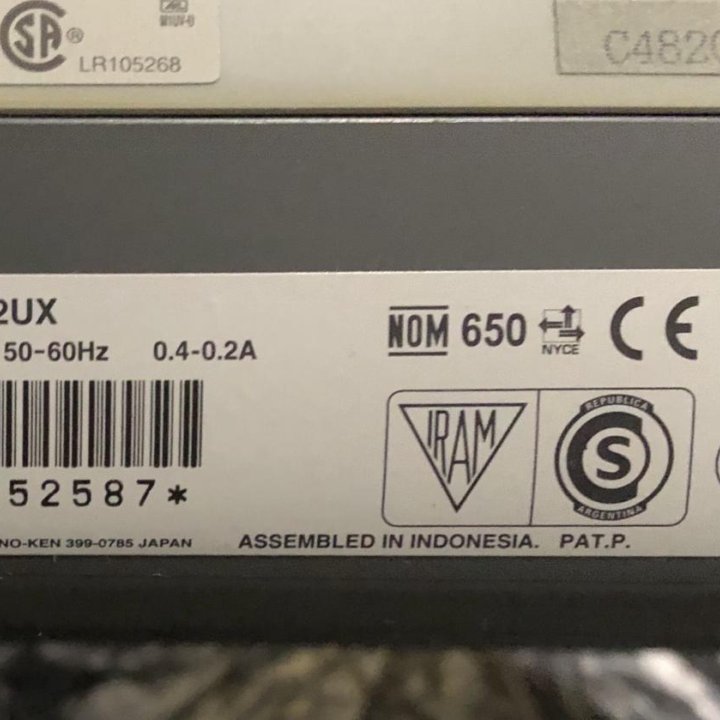 SA®
LR105268
C482
2UX
50-60Hz 0.4-0.2A
NOM 650 NYCE CE
52587*
IRAM
REPUBLICA
S
ARGENTINA
NO-KEN 399-0785 JAPAN
ASSEMBLED IN INDONESIA. PAT.P.